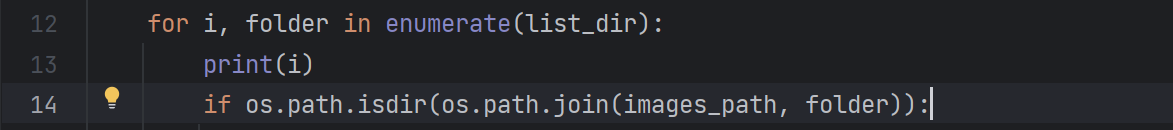 12 for i, folder in enumerate(list_dir):
13 print(i)
14 if os.path.isdir(os.path.join(images_path, folder)):